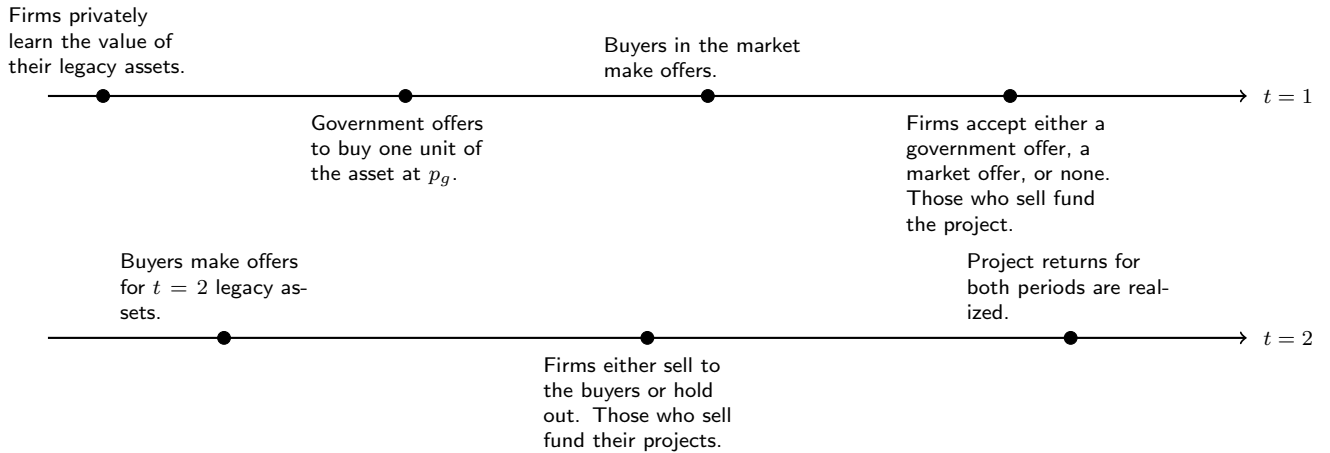 Firms privately
learn the value of
their legacy assets.
Buyers in the market
make offers.
t = 1
Government offers
to buy one unit of
the asset at p_g.
Firms accept either a
government offer, a
market offer, or none.
Those who sell fund
the project.
Buyers make offers
for t = 2 legacy as-
sets.
Project returns for
both periods are real-
ized.
t = 2
Firms either sell to
the buyers or hold
out. Those who sell
fund their projects.